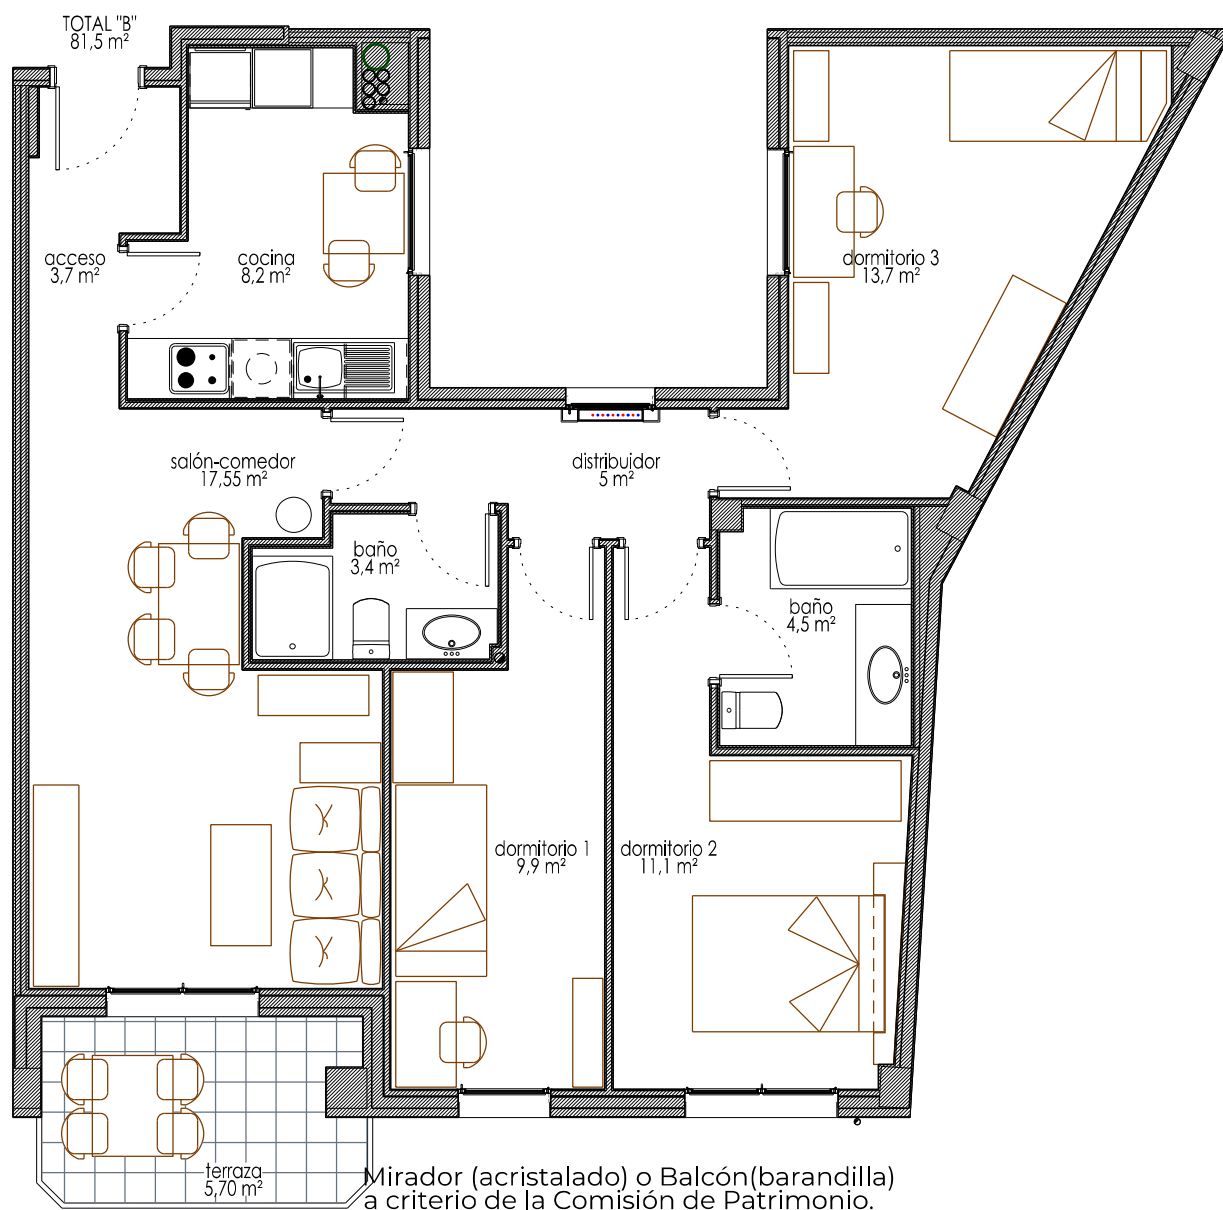 TOTAL "B"
81,5 m²
acceso
3,7 m²
cocina
8,2 m²
dormitorio 3
13,7 m²
salón-comedor
17,55 m²
distribuidor
5 m²
baño
3,4 m²
baño
4,5 m²
dormitorio 1
9,9 m²
dormitorio 2
11,1 m²
terraza
5,70 m²
Mirador (acristalado) o Balcón(barandilla)
a criterio de la Comisión de Patrimonio.